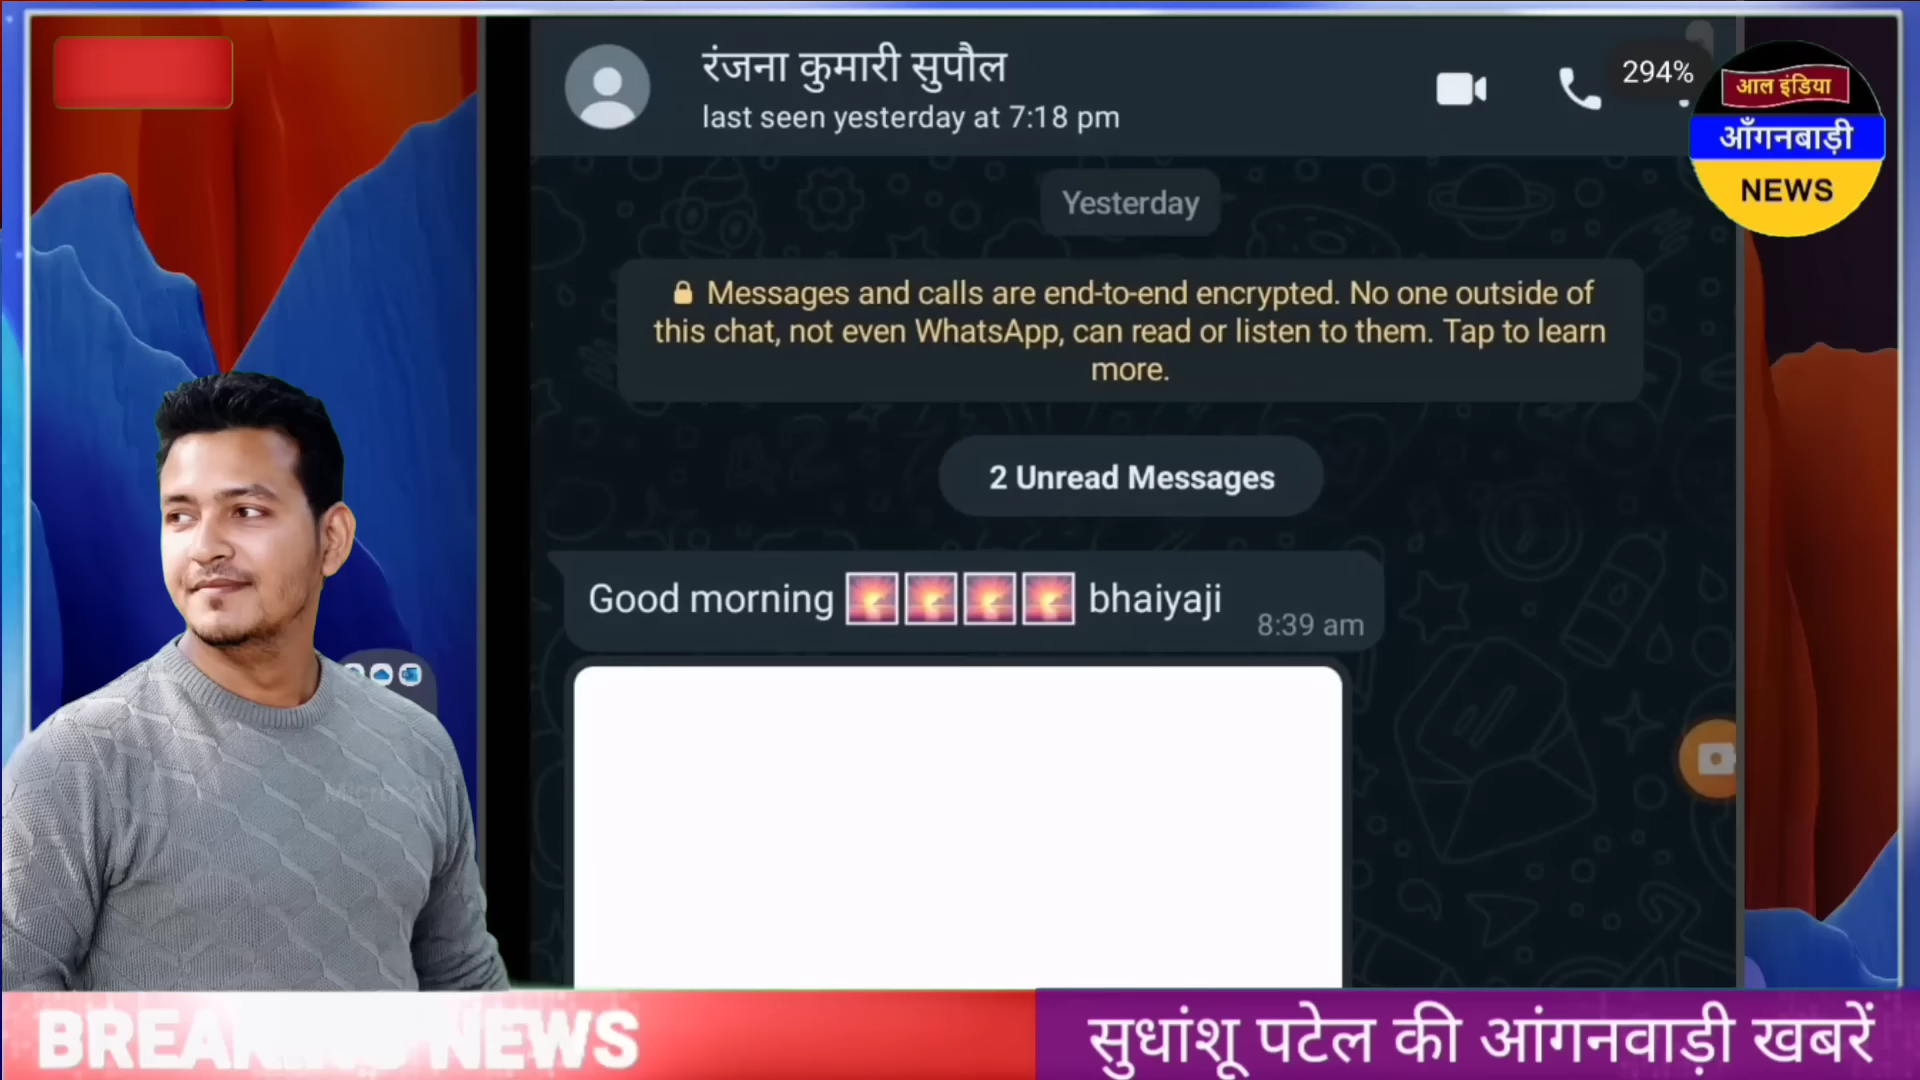 रंजना कुमारी सुपौल
last seen yesterday at 7:18 pm
294%
आल इंडिया
आँगनबाड़ी
NEWS
Yesterday
Messages and calls are end-to-end encrypted. No one outside of
this chat, not even WhatsApp, can read or listen to them. Tap to learn
more.
2 Unread Messages
Good morning 🌅🌅🌅🌅 bhaiyaji
8:39 am
BREAKING NEWS
सुधांशू पटेल की आंगनवाड़ी खबरें